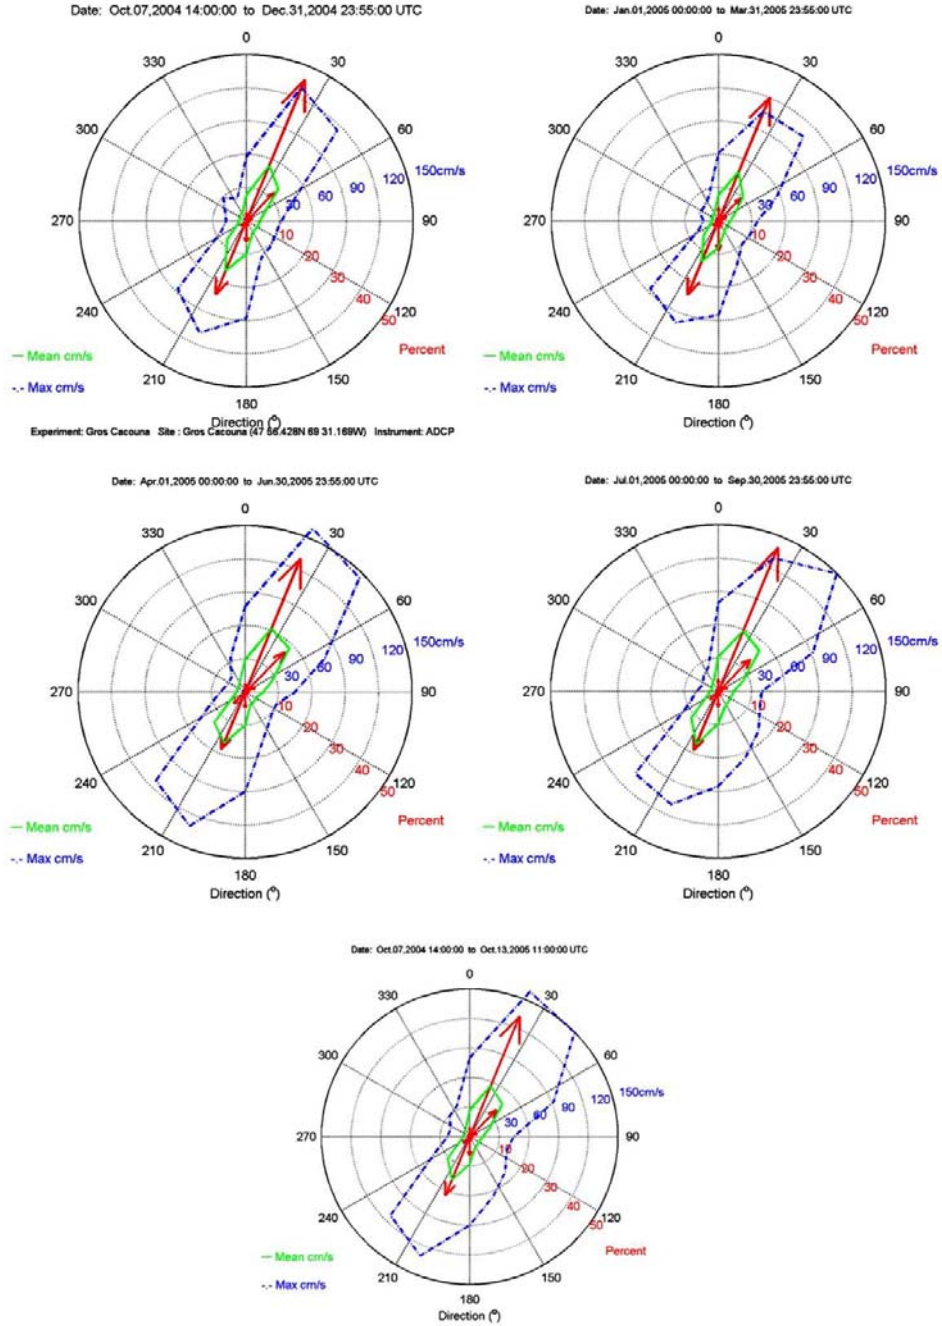 Date: Oct.07,2004 14:00:00 to Dec.31,2004 23:55:00 UTC
0
330 30
300 60
150cm/s
120
90
60
30
270 90
10
20
30
40
50
240 120
Percent
— Mean cm/s
-.- Max cm/s
210 150
180
Direction (º)
Experiment: Gros Cacouna Site : Gros Cacouna (47 56.428N 69 31.169W) Instrument: ADCP
Date: Jan.01,2005 00:00:00 to Mar.31,2005 23:55:00 UTC
0
330 30
300 60
150cm/s
120
90
60
30
270 90
10
20
30
40
50
240 120
Percent
— Mean cm/s
-.- Max cm/s
210 150
180
Direction (º)
Date: Apr.01,2005 00:00:00 to Jun.30,2005 23:55:00 UTC
0
330 30
300 60
150cm/s
120
90
60
30
270 90
10
20
30
40
50
240 120
Percent
— Mean cm/s
-.- Max cm/s
210 150
180
Direction (º)
Date: Jul.01,2005 00:00:00 to Sep.30,2005 23:55:00 UTC
0
330 30
300 60
150cm/s
120
90
60
30
270 90
10
20
30
40
50
240 120
Percent
— Mean cm/s
-.- Max cm/s
210 150
180
Direction (º)
Date: Oct.07,2004 14:00:00 to Oct.13,2005 11:00:00 UTC
0
330 30
300 60
150cm/s
120
90
60
30
270 90
10
20
30
40
50
240 120
Percent
— Mean cm/s
-.- Max cm/s
210 150
180
Direction (º)